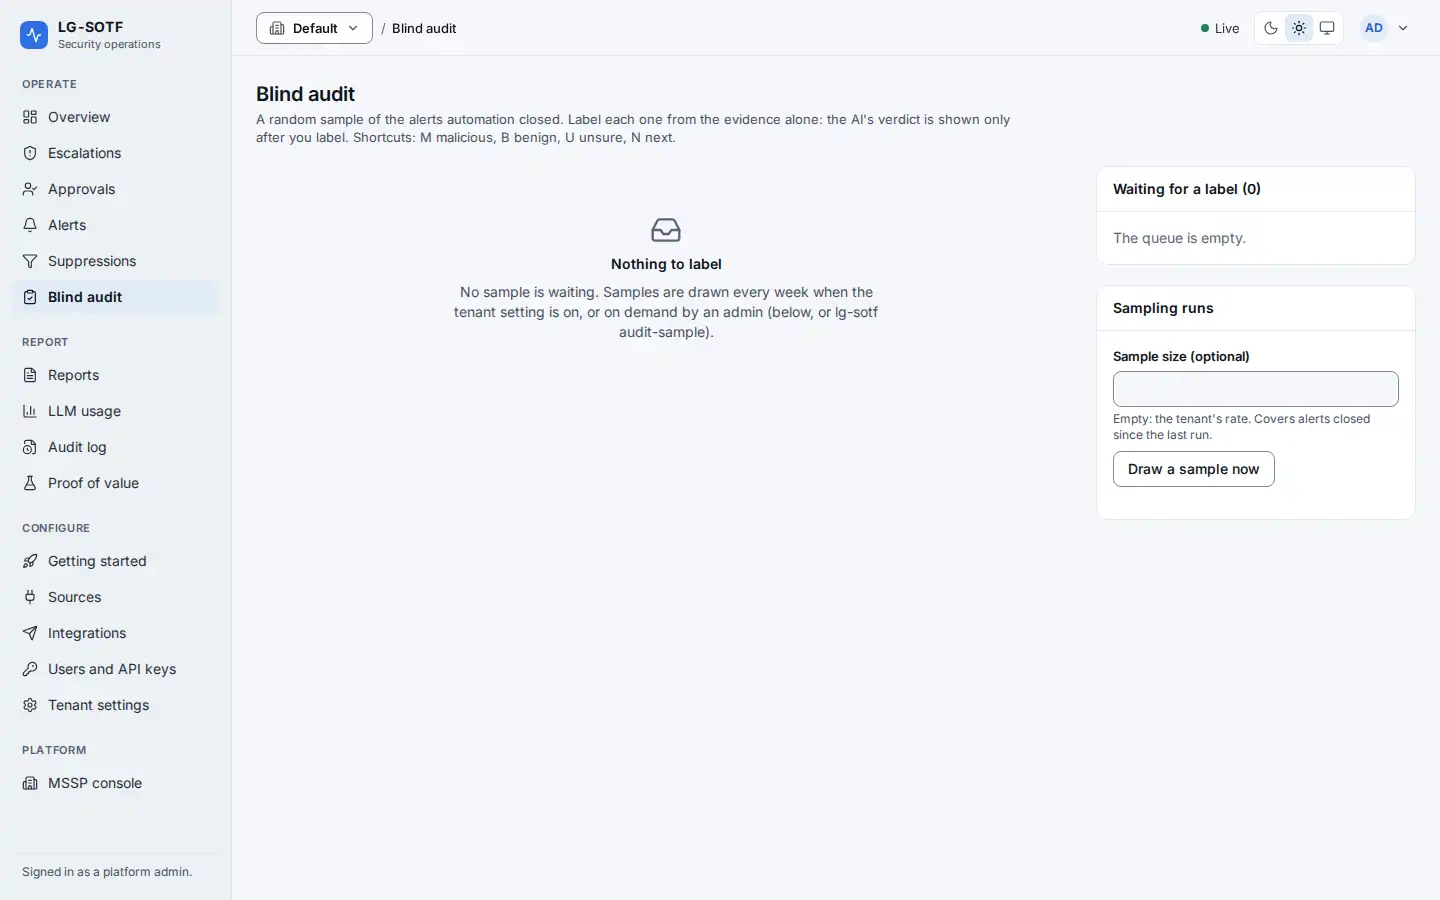 LG-SOTF
Security operations
OPERATE
Overview
Escalations
Approvals
Alerts
Suppressions
Blind audit
REPORT
Reports
LLM usage
Audit log
Proof of value
CONFIGURE
Getting started
Sources
Integrations
Users and API keys
Tenant settings
PLATFORM
MSSP console
Signed in as a platform admin.
Default / Blind audit
Live
AD
Blind audit
A random sample of the alerts automation closed. Label each one from the evidence alone: the AI's verdict is shown only
after you label. Shortcuts: M malicious, B benign, U unsure, N next.
Nothing to label
No sample is waiting. Samples are drawn every week when the
tenant setting is on, or on demand by an admin (below, or lg-sotf
audit-sample).
Waiting for a label (0)
The queue is empty.
Sampling runs
Sample size (optional)
Empty: the tenant's rate. Covers alerts closed
since the last run.
Draw a sample now